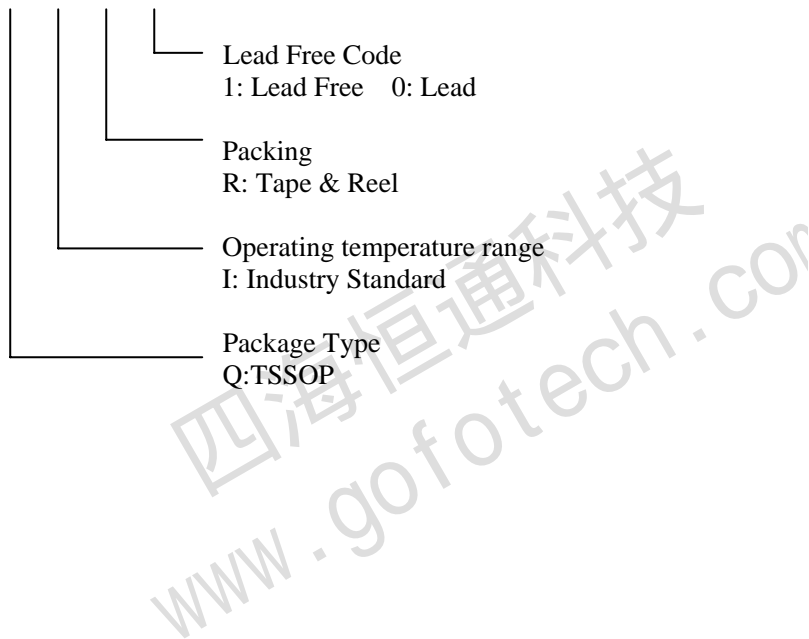 Lead Free Code
1: Lead Free 0: Lead
Packing
R: Tape & Reel
Operating temperature range
I: Industry Standard
Package Type
Q:TSSOP
四海恒通科技
www.gofotech.com